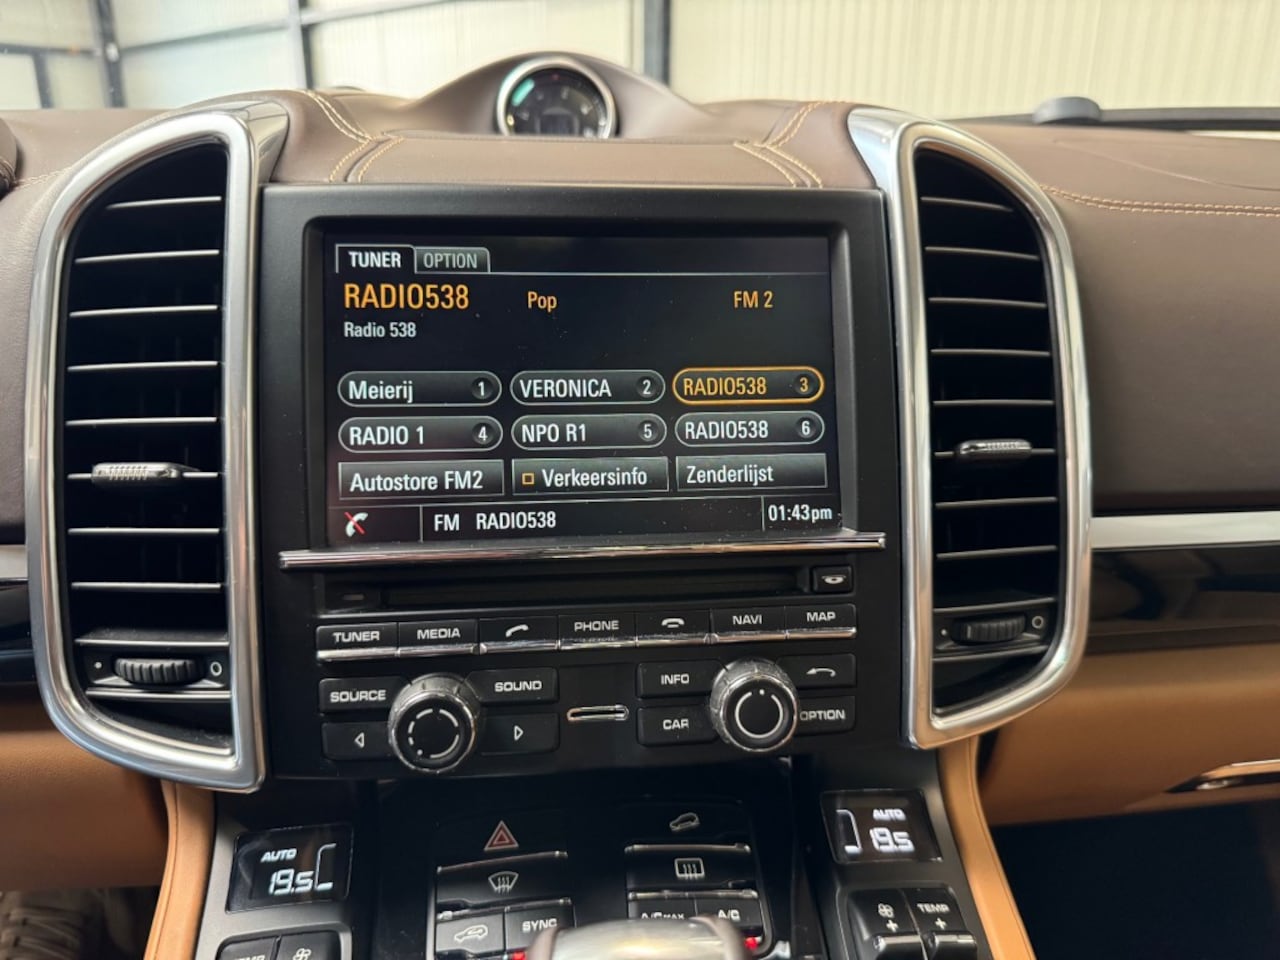 TUNER OPTION
RADIO538 Pop FM 2
Radio 538
Meierij 1 VERONICA 2 RADIO538 3
RADIO 1 4 NPO R1 5 RADIO538 6
Autostore FM2 Verkeersinfo Zenderlijst
FM RADIO538 01:43pm
TUNER MEDIA PHONE NAVI MAP
SOURCE SOUND INFO
CAR OPTION
AUTO AUTO
19.5 19.5
SYNC A/C MAX A/C TEMP
TEMP